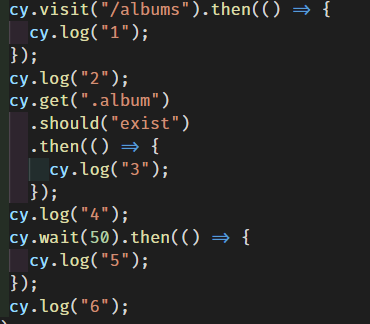 cy.visit("/albums").then(() => {
  cy.log("1");
});
cy.log("2");
cy.get(".album")
  .should("exist")
  .then(() => {
    cy.log("3");
  });
cy.log("4");
cy.wait(50).then(() => {
  cy.log("5");
});
cy.log("6");